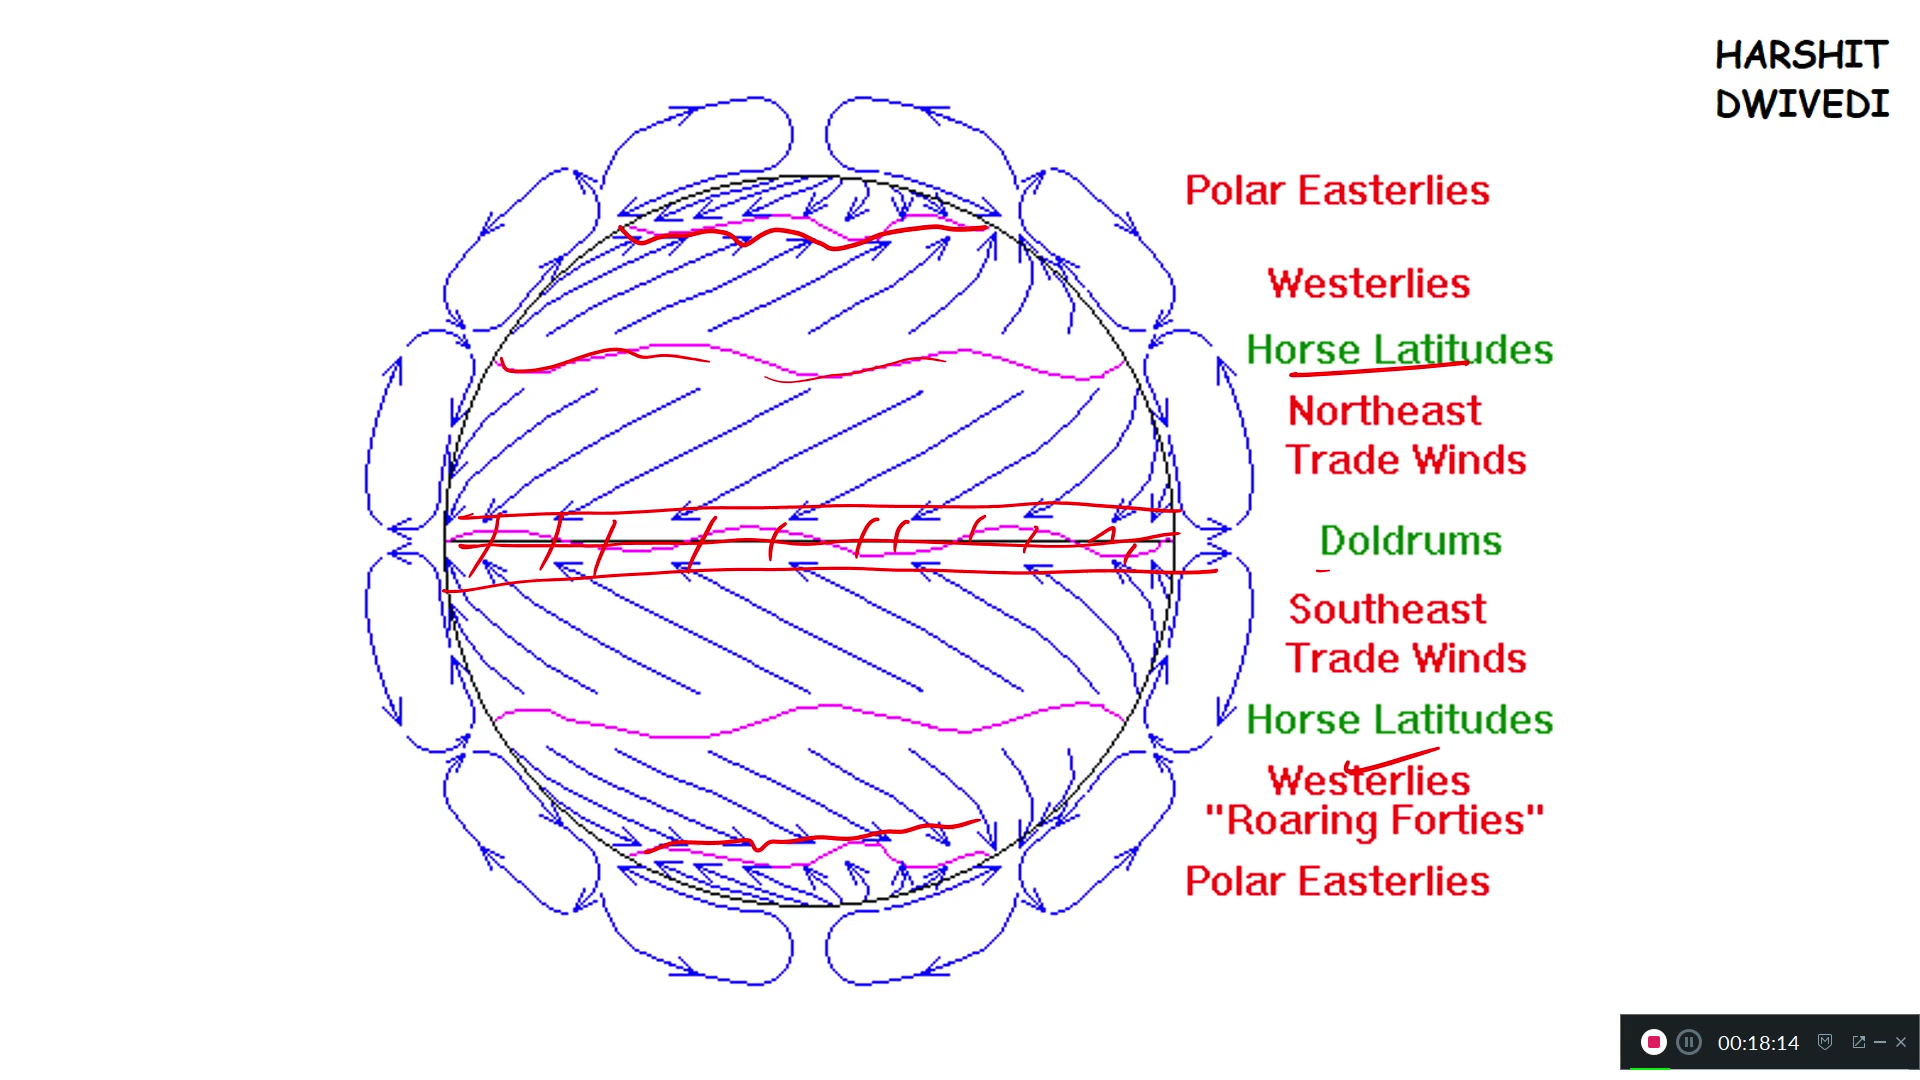 HARSHIT
DWIVEDI
Polar Easterlies
Westerlies
Horse Latitudes
Northeast
Trade Winds
Doldrums
Southeast
Trade Winds
Horse Latitudes
Westerlies
"Roaring Forties"
Polar Easterlies
00:18:14